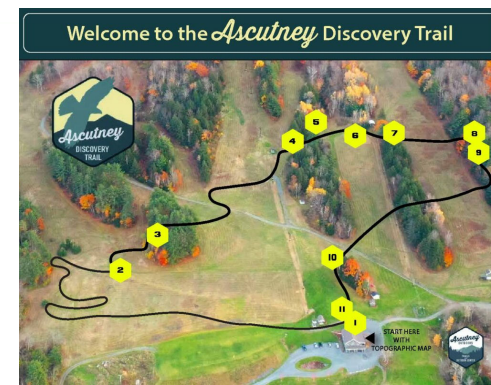 Welcome to the Ascutney Discovery Trail
Ascutney
DISCOVERY
TRAIL
5
4
6
7
8
9
3
2
10
11
1
START HERE
WITH
TOPOGRAPHIC MAP
Ascutney